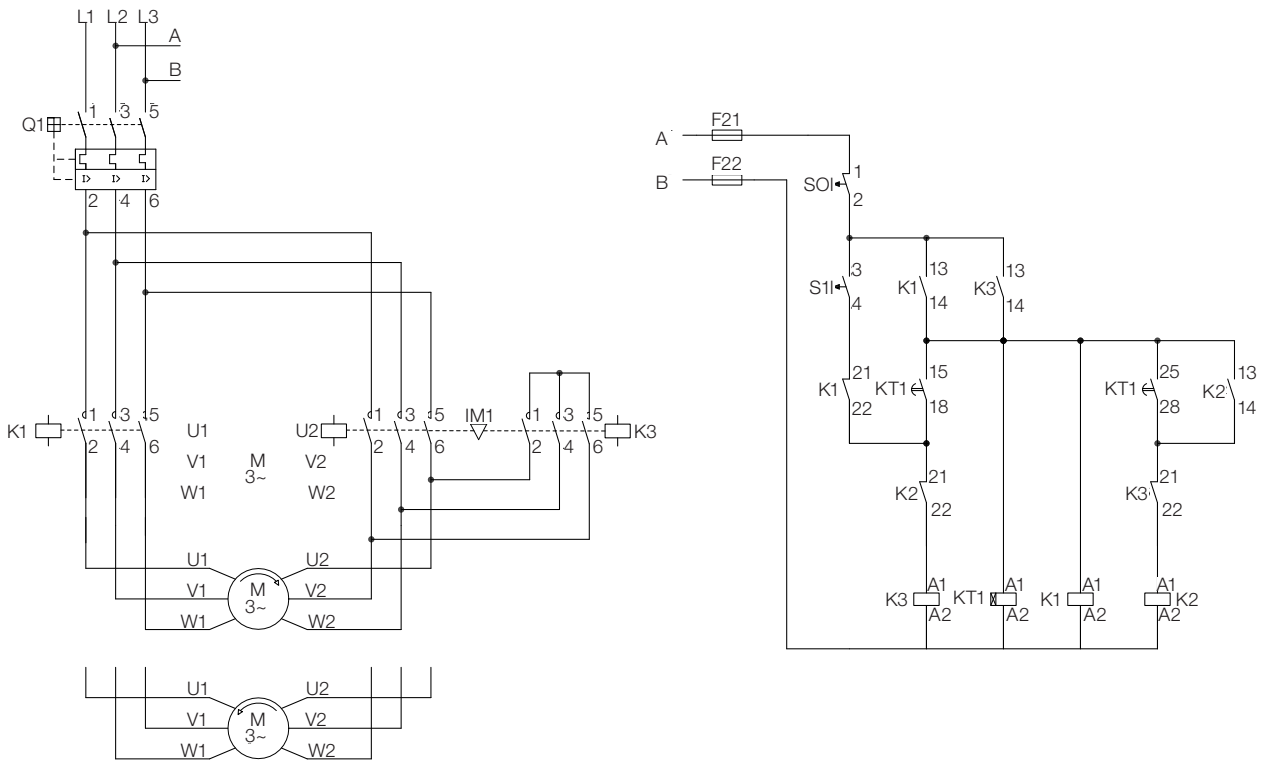 L1 L2 L3
A
B
Q1 1 3 5
I> I> I>
2 4 6
K1 1 3 5
2 4 6
U1
V1 M
3~
W1
U2
V2
W2
1 3 5
2 4 6
IM1
1 3 5
2 4 6
K3
U1 U2
V1 M
3~ V2
W1 W2
U1 U2
V1 M
3~ V2
W1 W2
A F21
B F22
SOI 1
2
S1I 3
4
K1 13
14
K3 13
14
K1 21
22
KT1 15
18
KT1 25
28
K2 13
14
K2 21
22
K3 21
22
K3 A1
A2
KT1 A1
A2
K1 A1
A2
A1
A2 K2